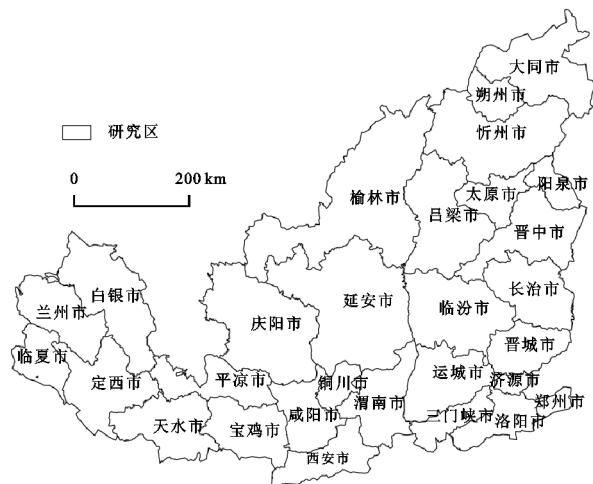 大同市
朔州市
研究区
忻州市
0 200 km
榆林市
吕梁市
太原市
阳泉市
晋中市
白银市
兰州市
庆阳市
延安市
临汾市
长治市
临夏市
定西市
平凉市
铜川市
渭南市
运城市
晋城市
济源市
郑州市
天水市
宝鸡市
咸阳市
三门峡市
洛阳市
西安市